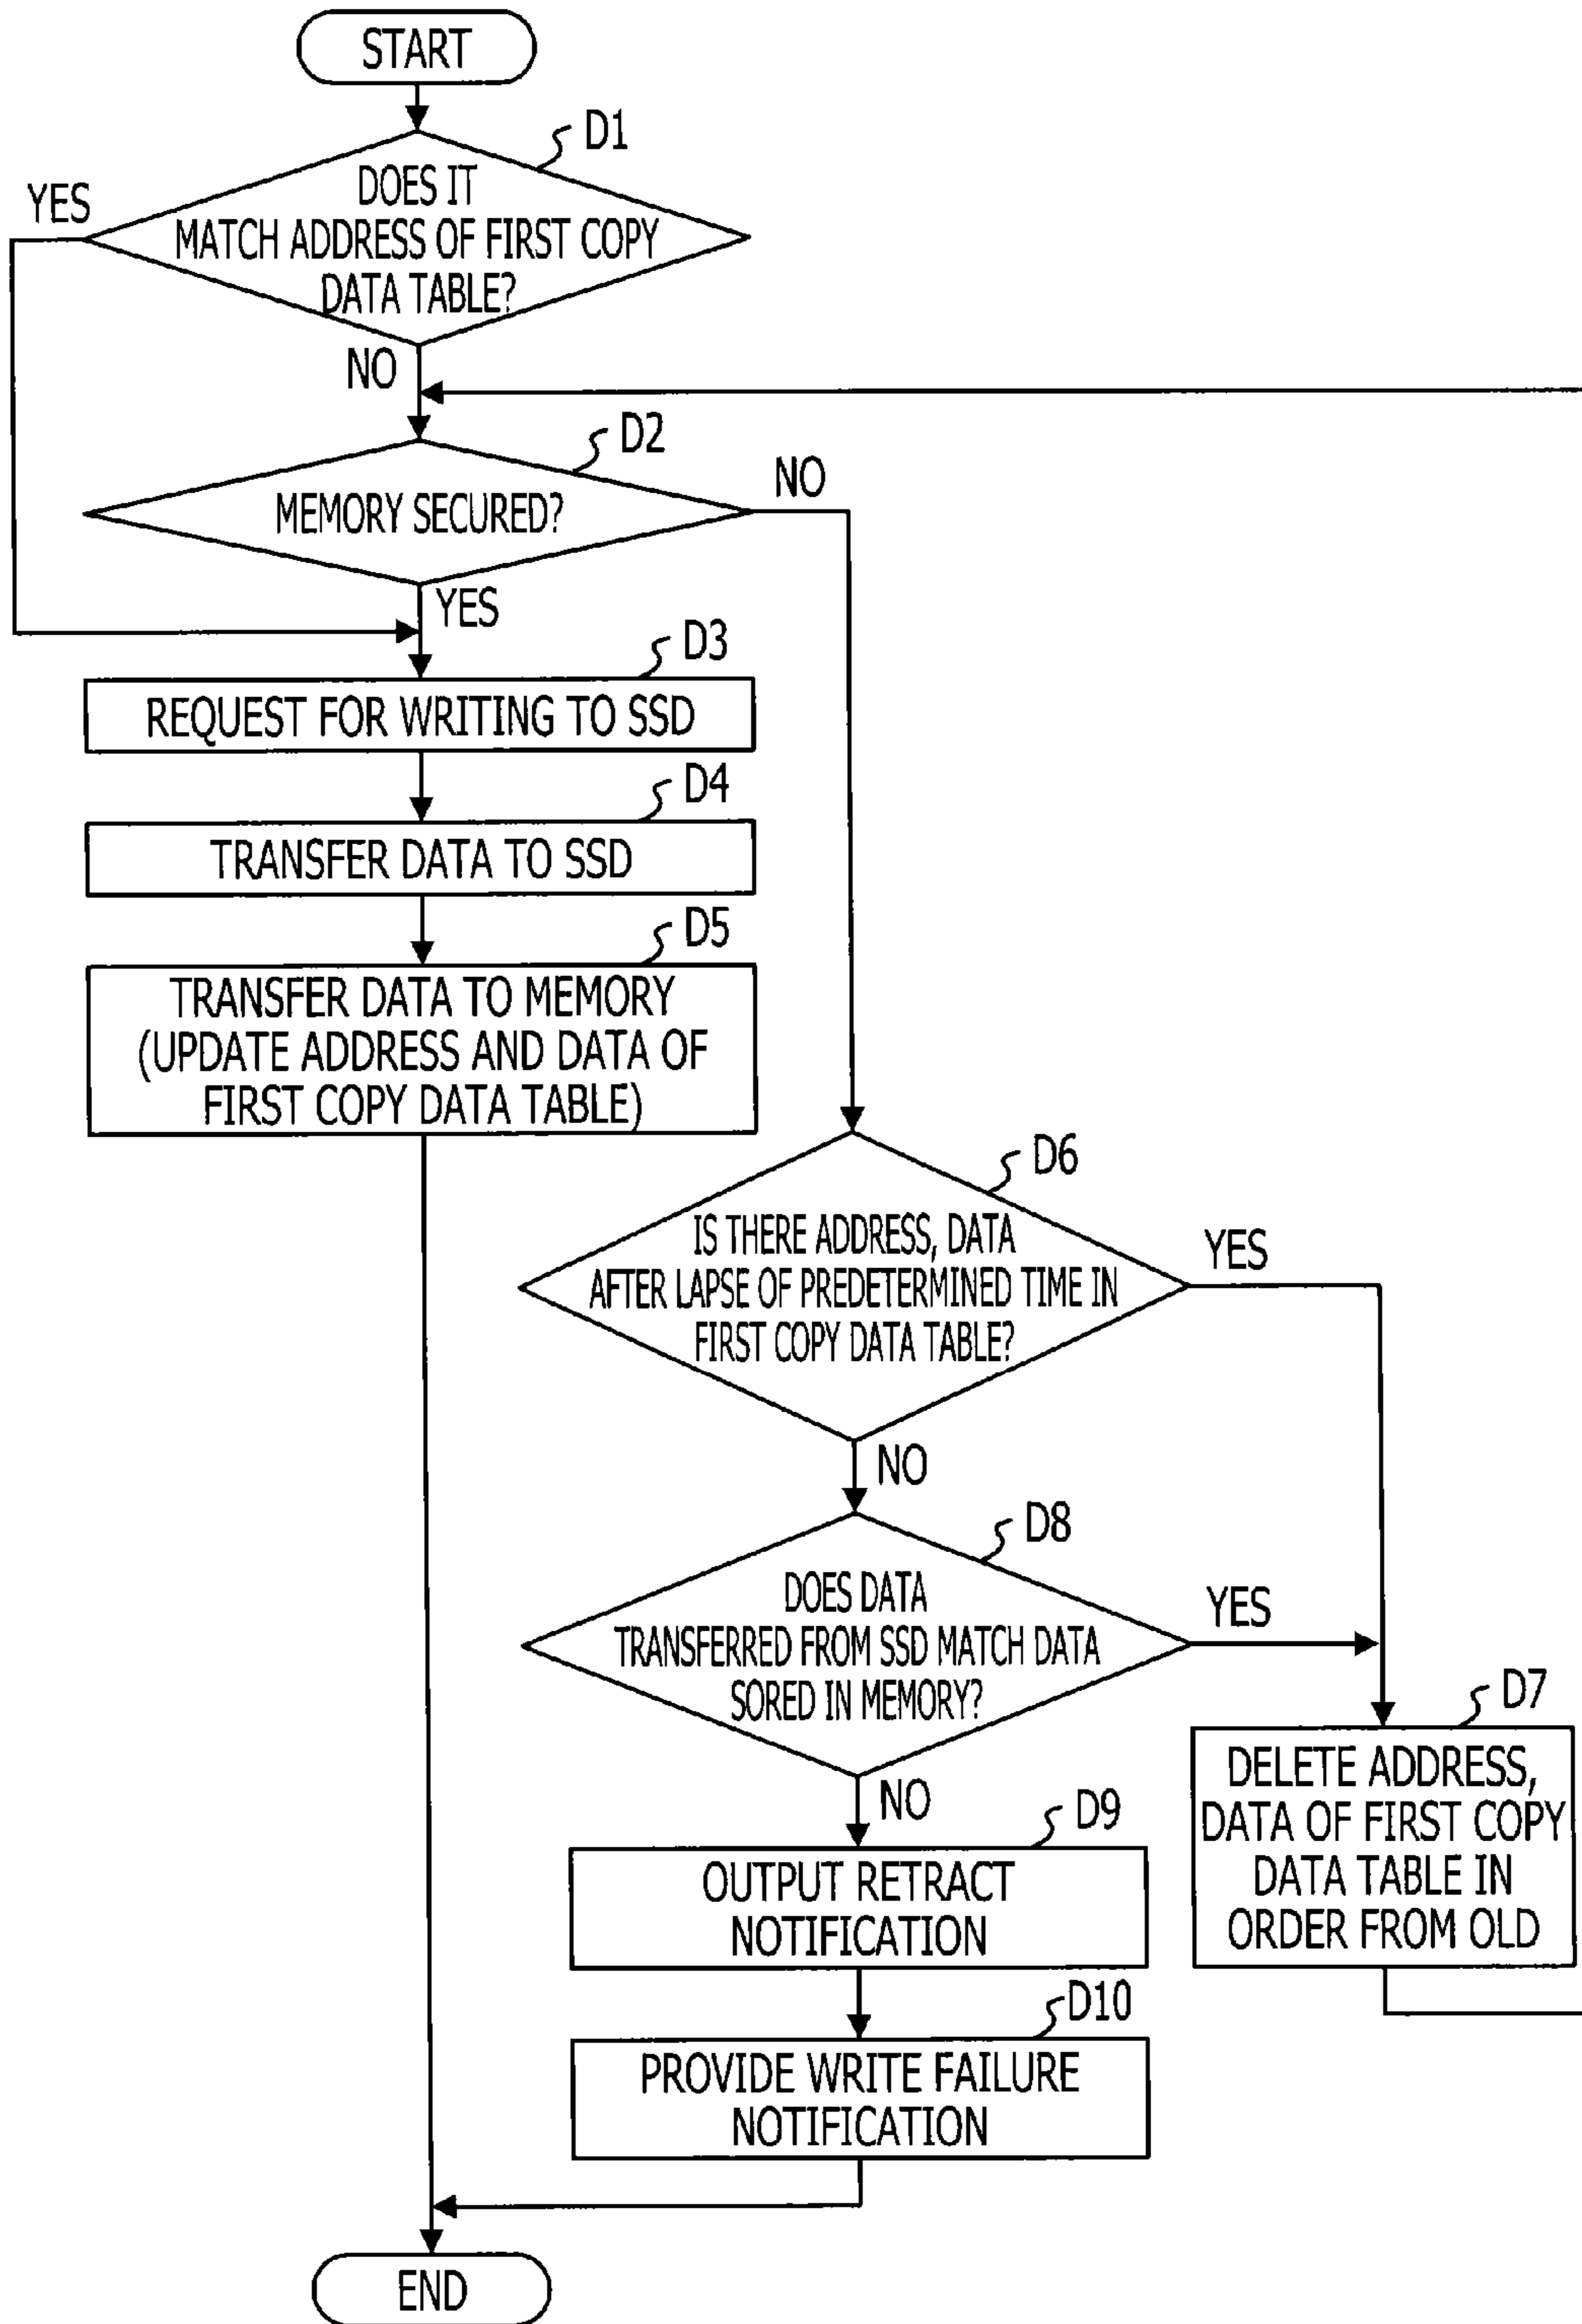 START
D1
DOES IT
MATCH ADDRESS OF FIRST COPY
DATA TABLE?
YES
NO
D2
MEMORY SECURED?
NO
YES
D3
REQUEST FOR WRITING TO SSD
D4
TRANSFER DATA TO SSD
D5
TRANSFER DATA TO MEMORY
(UPDATE ADDRESS AND DATA OF
FIRST COPY DATA TABLE)
D6
IS THERE ADDRESS, DATA
AFTER LAPSE OF PREDETERMINED TIME IN
FIRST COPY DATA TABLE?
YES
NO
D8
DOES DATA
TRANSFERRED FROM SSD MATCH DATA
SORED IN MEMORY?
YES
NO
D7
DELETE ADDRESS,
DATA OF FIRST COPY
DATA TABLE IN
ORDER FROM OLD
D9
OUTPUT RETRACT
NOTIFICATION
D10
PROVIDE WRITE FAILURE
NOTIFICATION
END